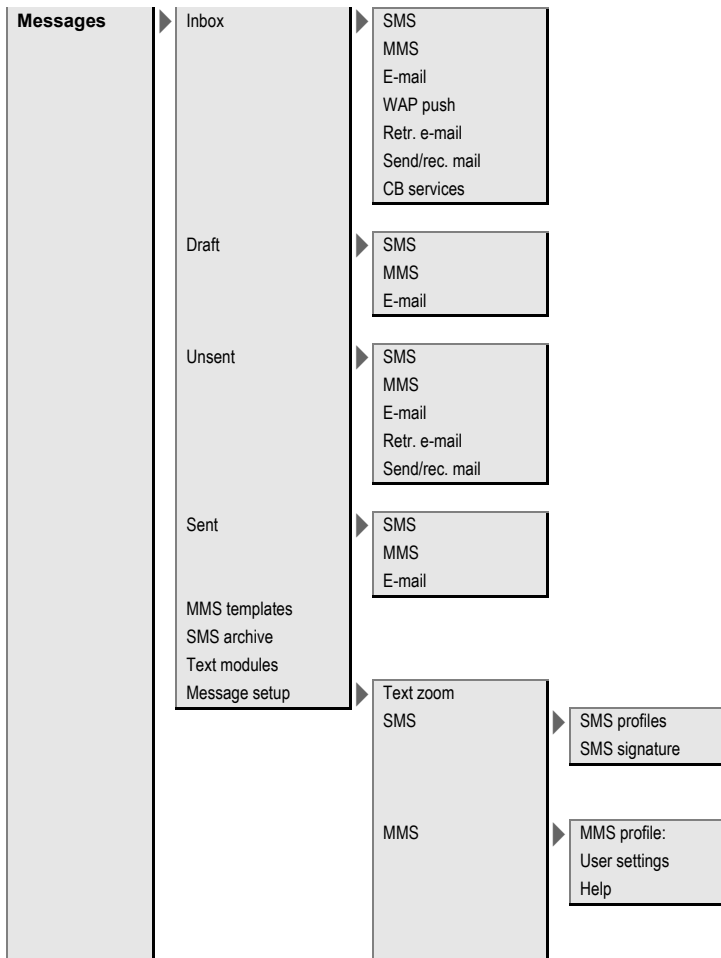 Messages
Inbox
SMS
MMS
E-mail
WAP push
Retr. e-mail
Send/rec. mail
CB services
Draft
SMS
MMS
E-mail
Unsent
SMS
MMS
E-mail
Retr. e-mail
Send/rec. mail
Sent
SMS
MMS
E-mail
MMS templates
SMS archive
Text modules
Message setup
Text zoom
SMS
SMS profiles
SMS signature
MMS
MMS profile:
User settings
Help